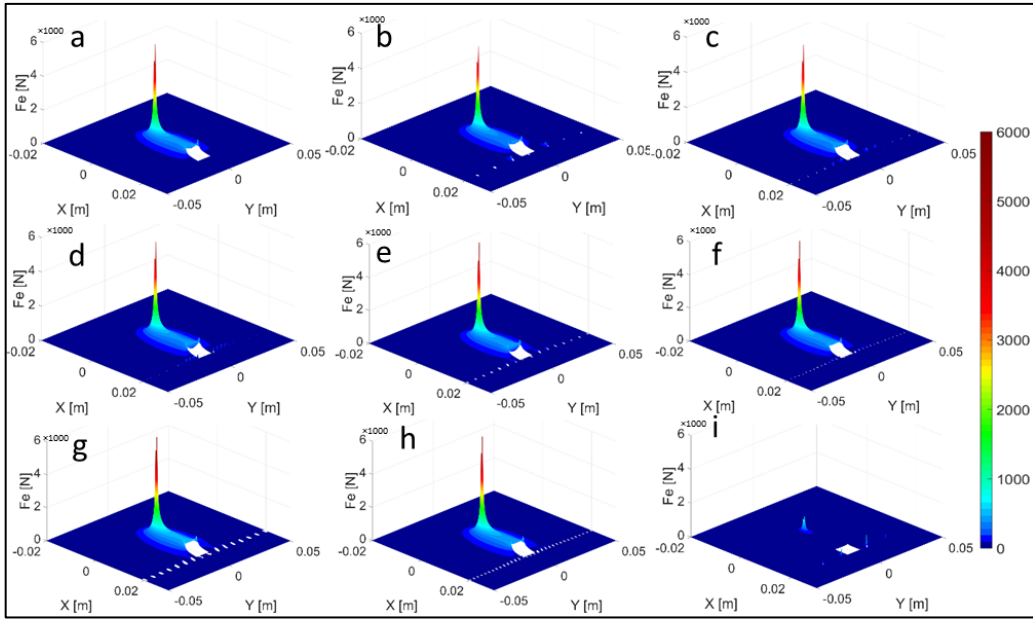 ×1000 a
6
4
2
0
Fe [N]
-0.02
0
0.02
X [m]
-0.05
0
0.05
Y [m]
×1000 b
6
4
2
0
Fe [N]
-0.02
0
0.02
X [m]
-0.05
0
0.05
Y [m]
×1000 c
6
4
2
0
Fe [N]
-0.02
0
0.02
X [m]
-0.05
0
0.05
Y [m]
×1000 d
6
4
2
0
Fe [N]
-0.02
0
0.02
X [m]
-0.05
0
0.05
Y [m]
×1000 e
6
4
2
0
Fe [N]
-0.02
0
0.02
X [m]
-0.05
0
0.05
Y [m]
×1000 f
6
4
2
0
Fe [N]
-0.02
0
0.02
X [m]
-0.05
0
0.05
Y [m]
×1000 g
6
4
2
0
Fe [N]
-0.02
0
0.02
X [m]
-0.05
0
0.05
Y [m]
×1000 h
6
4
2
0
Fe [N]
-0.02
0
0.02
X [m]
-0.05
0
0.05
Y [m]
×1000 i
6
4
2
0
Fe [N]
-0.02
0
0.02
X [m]
-0.05
0
0.05
Y [m]
6000
5000
4000
3000
2000
1000
0